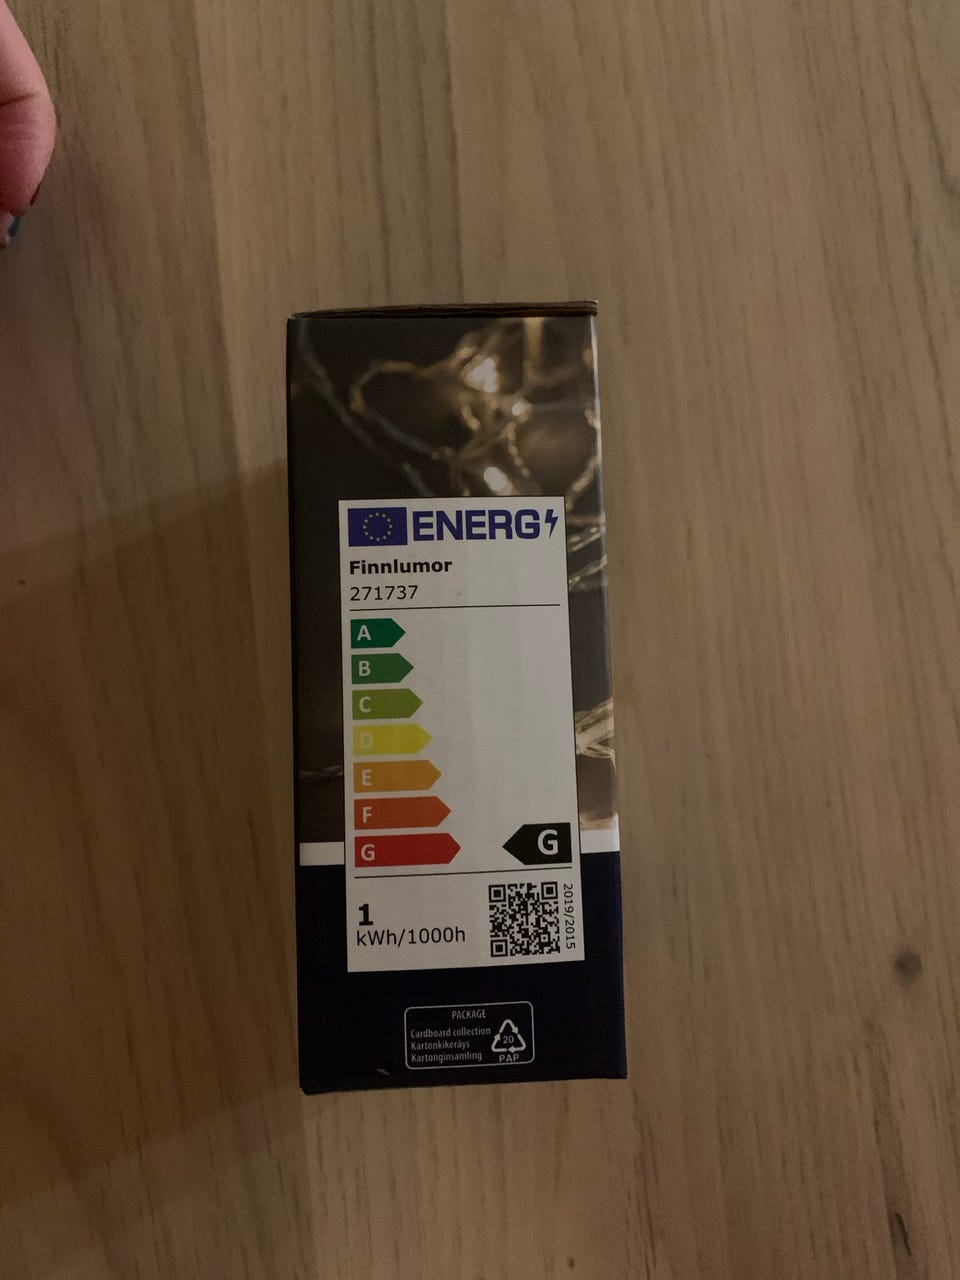 ENERG
Finnlumor
271737
A
B
C
D
E
F
G
G
1
kWh/1000h
2019/2015
PACKAGE
Cardboard collection
Kartonkikeräys
Kartonginsamling
20
PAP